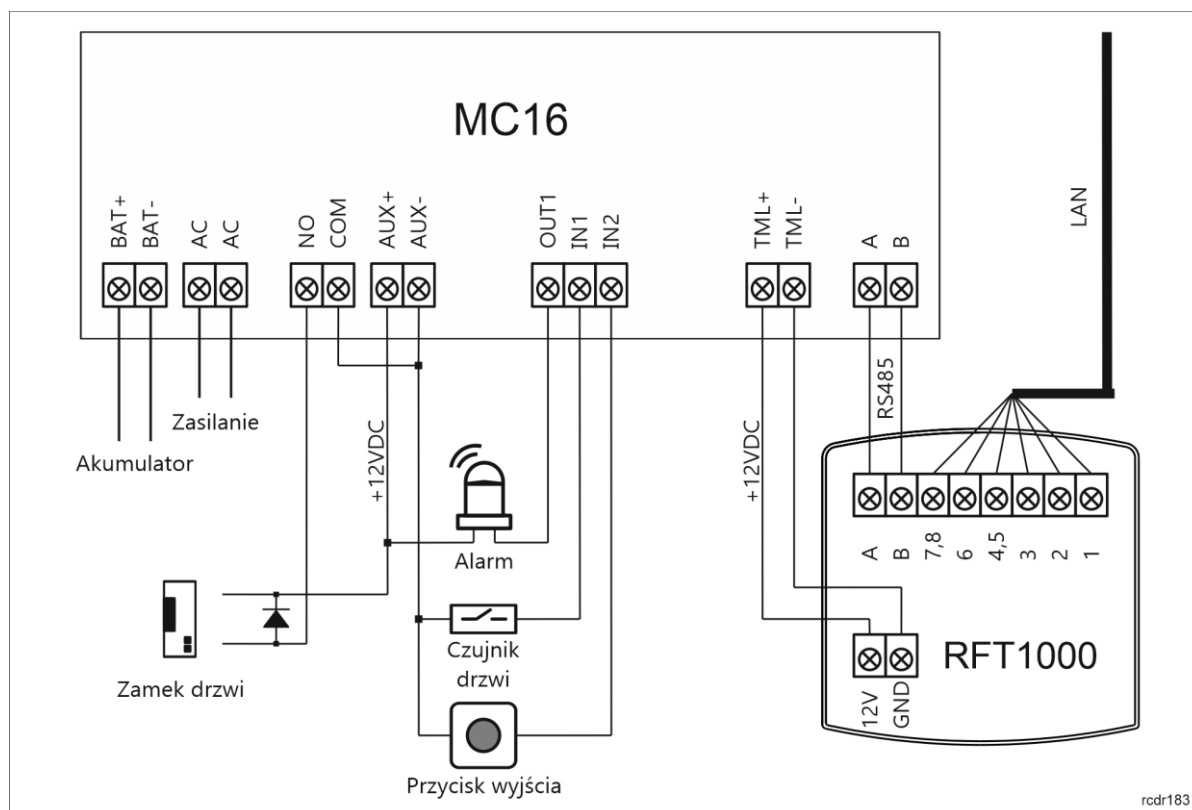 MC16
LAN
BAT+
BAT-
AC
AC
NO
COM
AUX+
AUX-
OUT1
IN1
IN2
TML+
TML-
A
B
RS485
Zasilanie
Akumulator
+12VDC
+12VDC
Alarm
A
B
7,8
6
4,5
3
2
1
Czujnik
drzwi
Zamek drzwi
RFT1000
12V
GND
Przycisk wyjścia
rcdr183